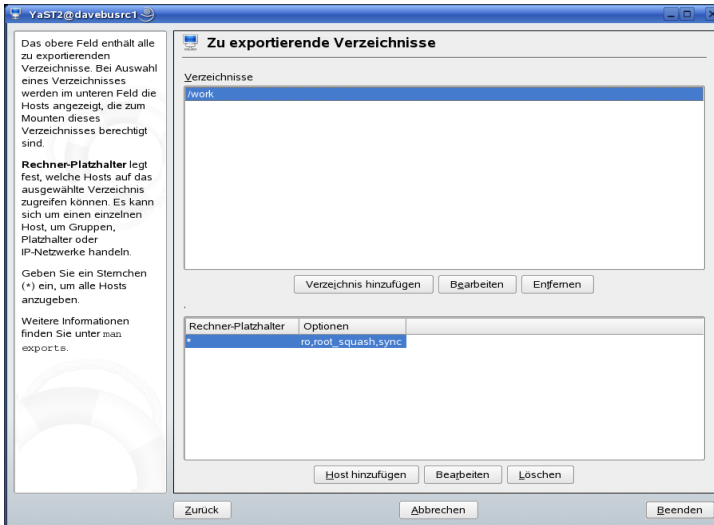 YaST2@davebusrc1
Das obere Feld enthält alle
zu exportierenden
Verzeichnisse. Bei Auswahl
eines Verzeichnisses
werden im unteren Feld die
Hosts angezeigt, die zum
Mounten dieses
Verzeichnisses berechtigt
sind.
Rechner-Platzhalter legt
fest, welche Hosts auf das
ausgewählte Verzeichnis
zugreifen können. Es kann
sich um einen einzelnen
Host, um Gruppen,
Platzhalter oder
IP-Netzwerke handeln.
Geben Sie ein Sternchen
(*) ein, um alle Hosts
anzugeben.
Weitere Informationen
finden Sie unter man
exports.
Zu exportierende Verzeichnisse
Verzeichnisse
/work
Verzeichnis hinzufügen Bearbeiten Entfernen
Rechner-Platzhalter Optionen
* ro,root_squash,sync
Host hinzufügen Bearbeiten Löschen
Zurück Abbrechen Beenden